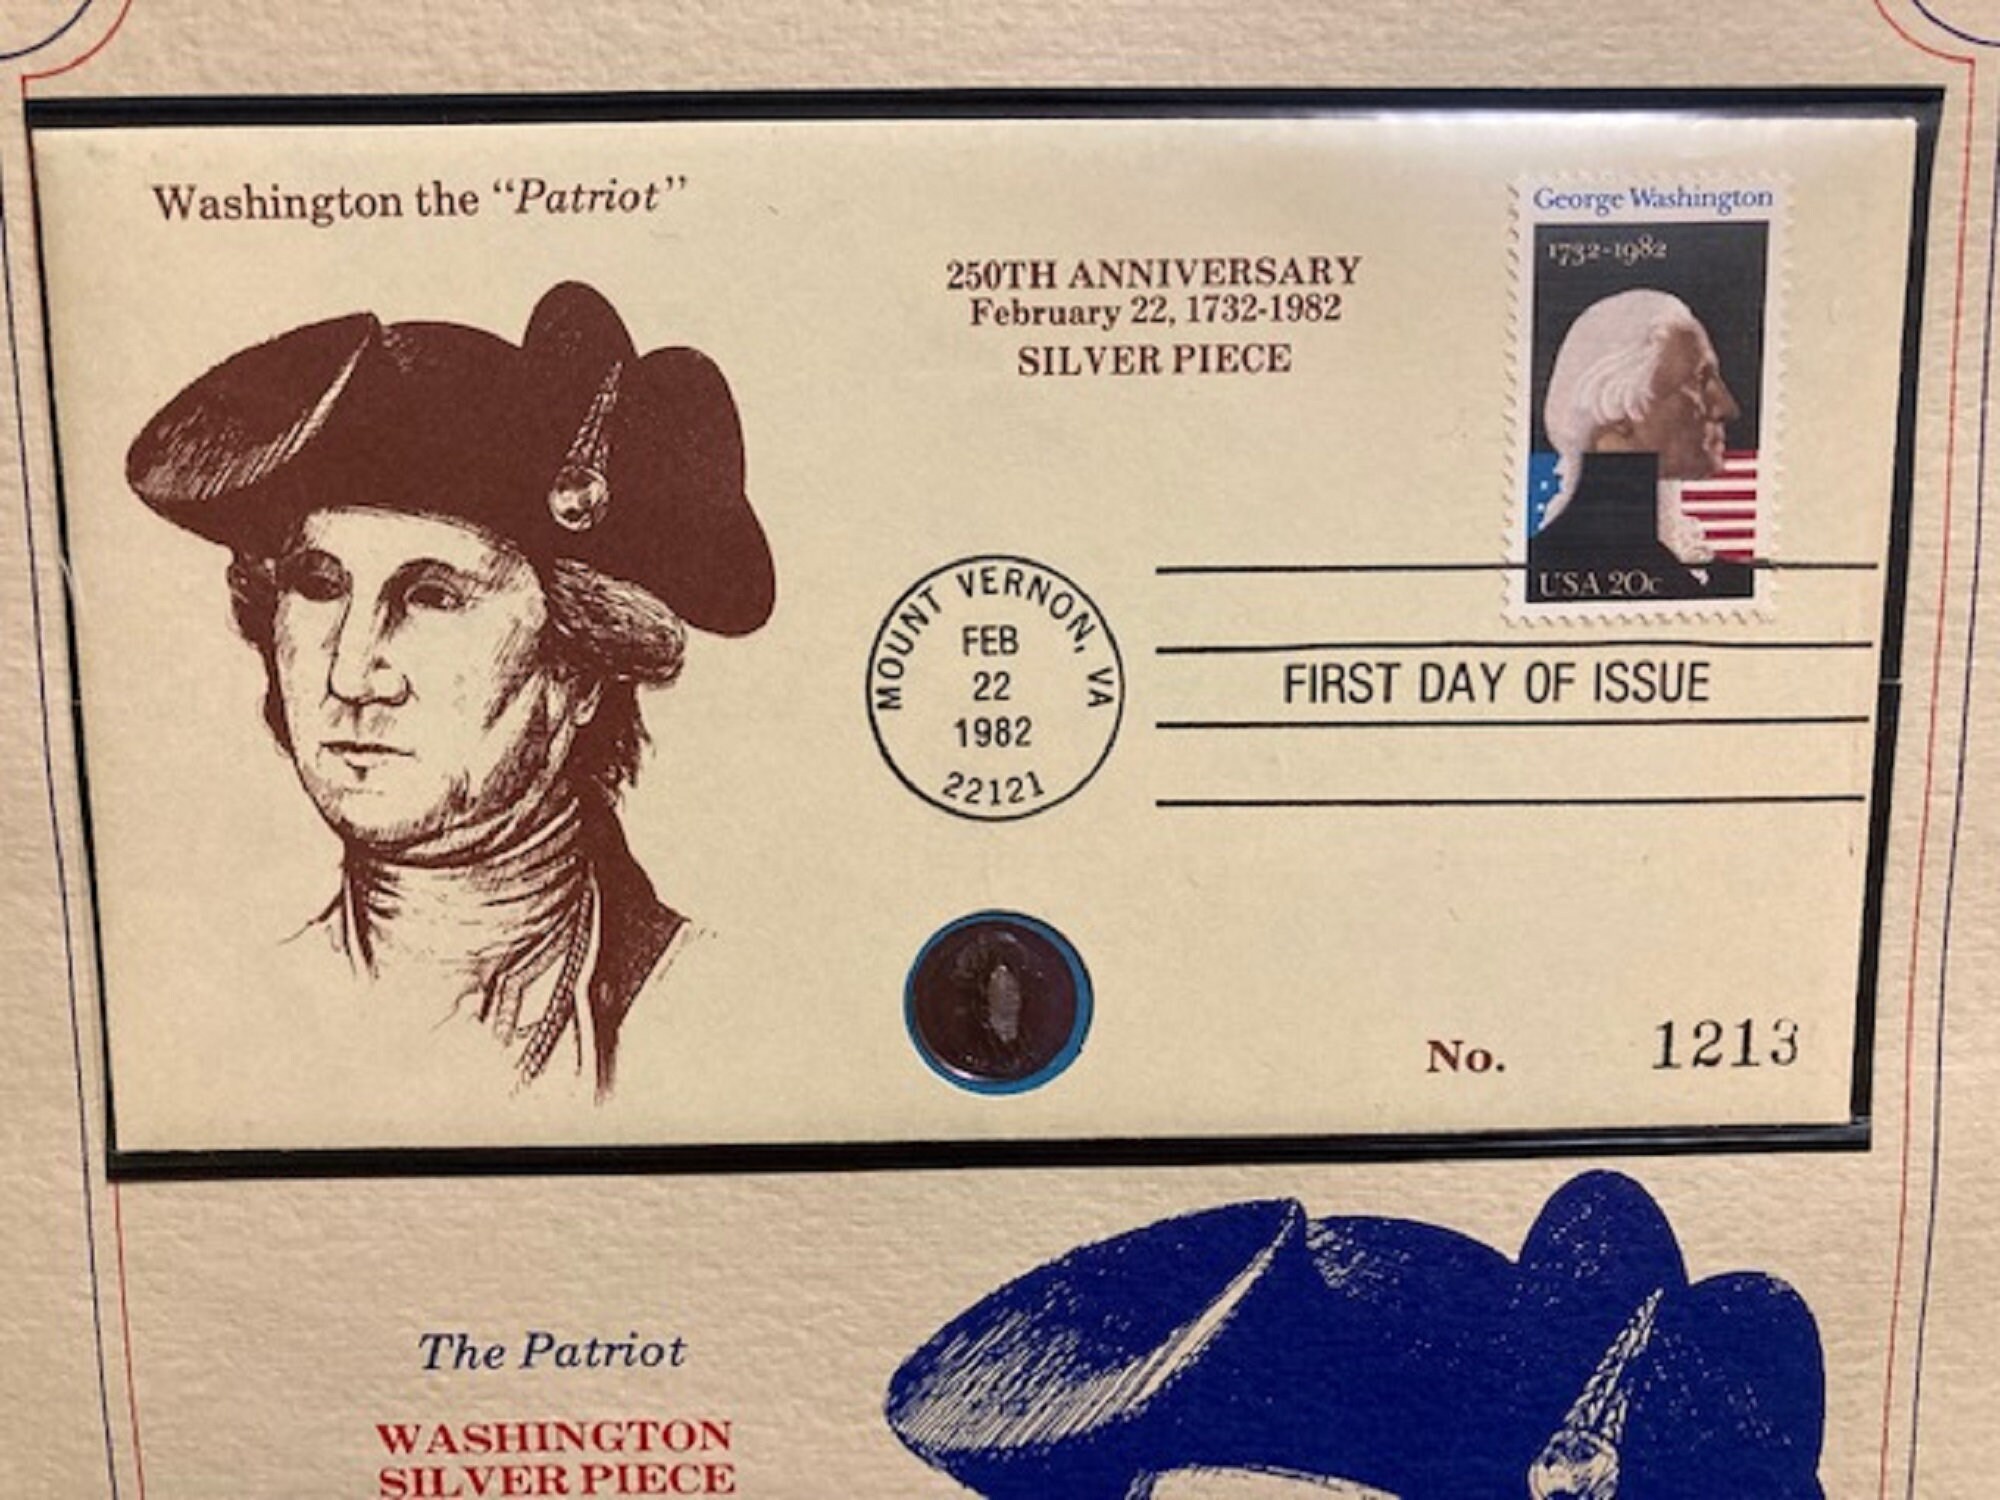 Washington the “Patriot”
250TH ANNIVERSARY
February 22, 1732-1982
SILVER PIECE
George Washington
1732-1982
USA 20c
MOUNT VERNON, VA
FEB
22
1982
22121
FIRST DAY OF ISSUE
No. 1213
The Patriot
WASHINGTON
SILVER PIECE